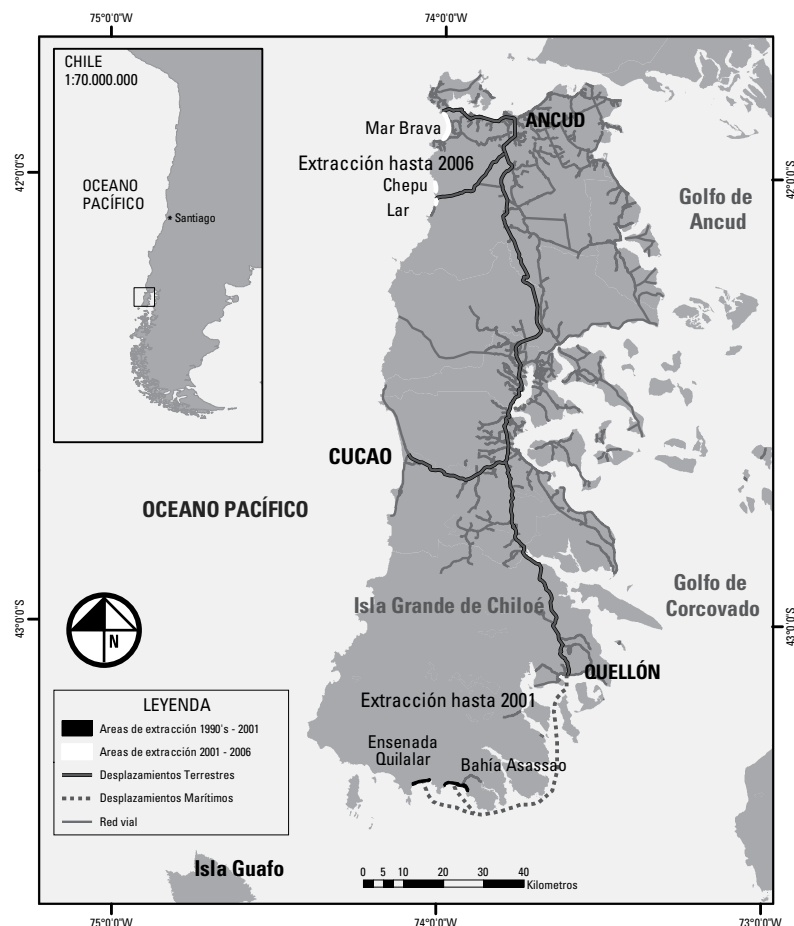 75°0'0"W
74°0'0"W
CHILE
1:70.000.000
OCEANO
PACÍFICO
Santiago
Mar Brava
ANCUD
Extracción hasta 2006
Chepu
Lar
42°0'0"S
42°0'0"S
Golfo de
Ancud
CUCAO
OCEANO PACÍFICO
Golfo de
Corcovado
Isla Grande de Chiloé
43°0'0"S
43°0'0"S
N
QUELLÓN
Extracción hasta 2001
Ensenada
Quilalar
Bahía Asassao
LEYENDA
Areas de extracción 1990's - 2001
Areas de extracción 2001 - 2006
Desplazamientos Terrestres
Desplazamientos Marítimos
Red vial
Isla Guafo
0 5 10 20 30 40
Kilometros
75°0'0"W
74°0'0"W
73°0'0"W